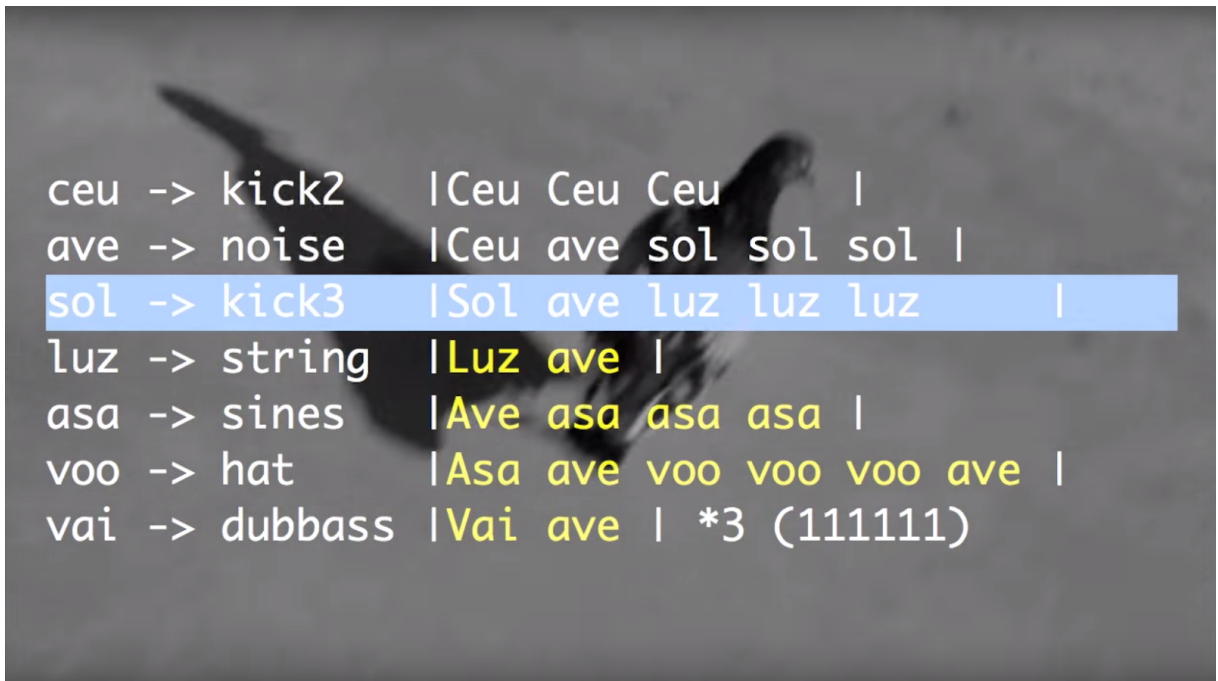 ceu -> kick2   |Ceu Ceu Ceu     |
ave -> noise   |Ceu ave sol sol sol |
sol -> kick3   |Sol ave luz luz luz     |
luz -> string  |Luz ave |
asa -> sines   |Ave asa asa asa |
voo -> hat     |Asa ave voo voo voo ave |
vai -> dubbass |Vai ave | *3 (111111)